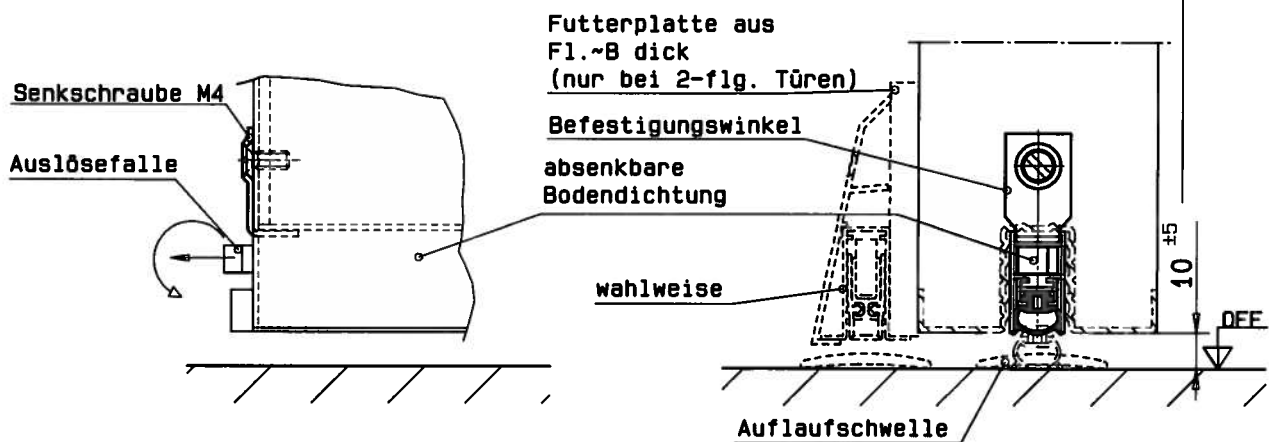 Futterplatte aus
Fl.~B dick
(nur bei 2-flg. Türen)
Senkschraube M4
Befestigungswinkel
Auslösefalle
absenkbare
Bodendichtung
±5
10
wahlweise
OFF
Auflaufschwelle